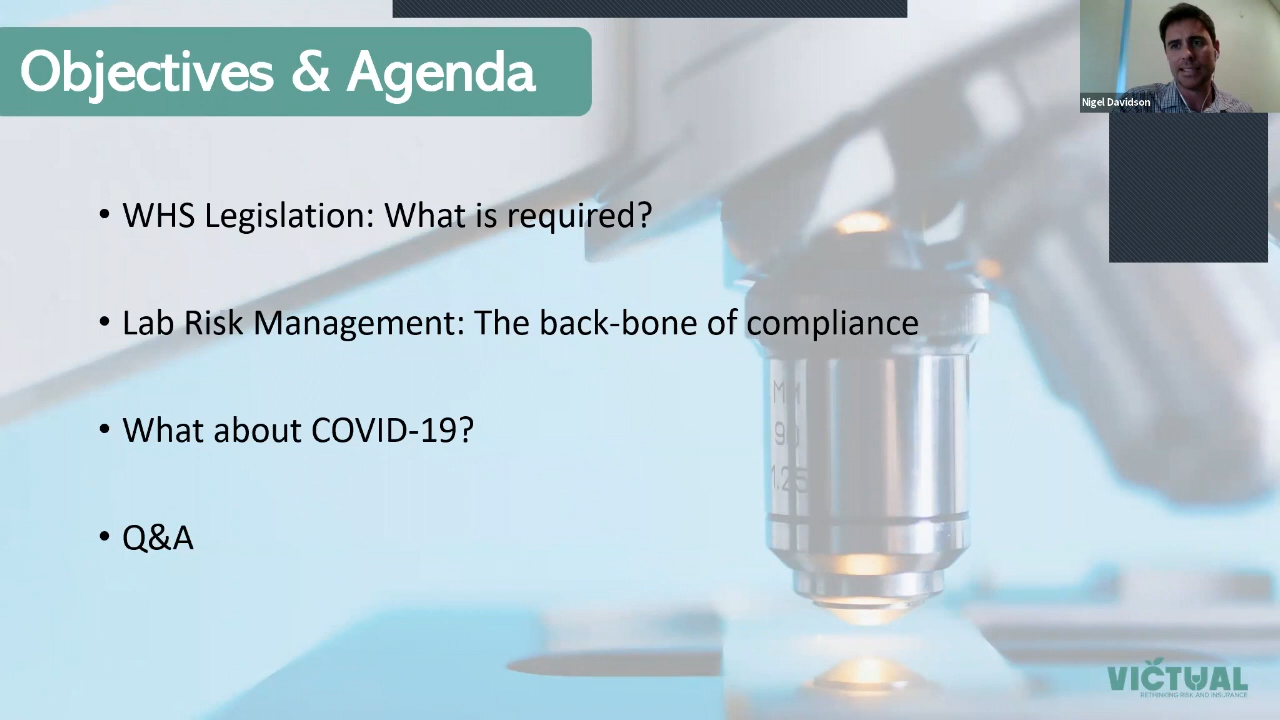 Objectives & Agenda
Nigel Davidson
• WHS Legislation: What is required?
• Lab Risk Management: The back-bone of compliance
• What about COVID-19?
• Q&A
VICTUAL
RETHINKING RISK AND INSURANCE